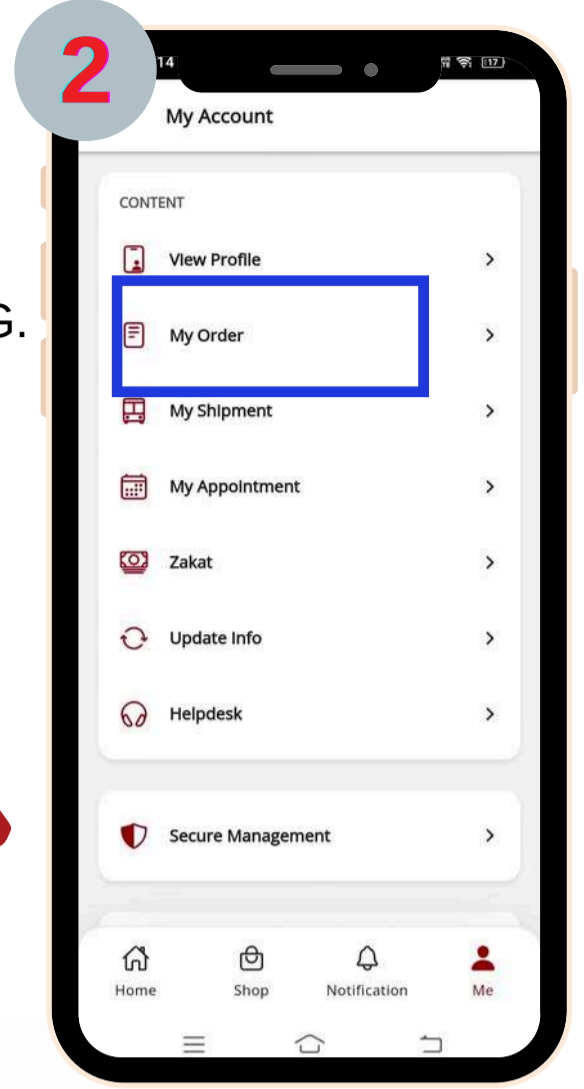 2
14
17
My Account
CONTENT
View Profile
G.
My Order
My Shipment
My Appointment
Zakat
Update Info
Helpdesk
Secure Management
Home
Shop
Notification
Me